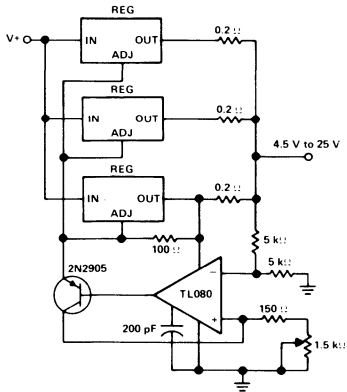 REG
V+
IN
OUT
ADJ
0.2 Ω
REG
IN
OUT
ADJ
0.2 Ω
4.5 V to 25 V
REG
IN
OUT
ADJ
0.2 Ω
100 Ω
5 kΩ
5 kΩ
2N2905
−
TL080
+
150 Ω
200 pF
1.5 kΩ